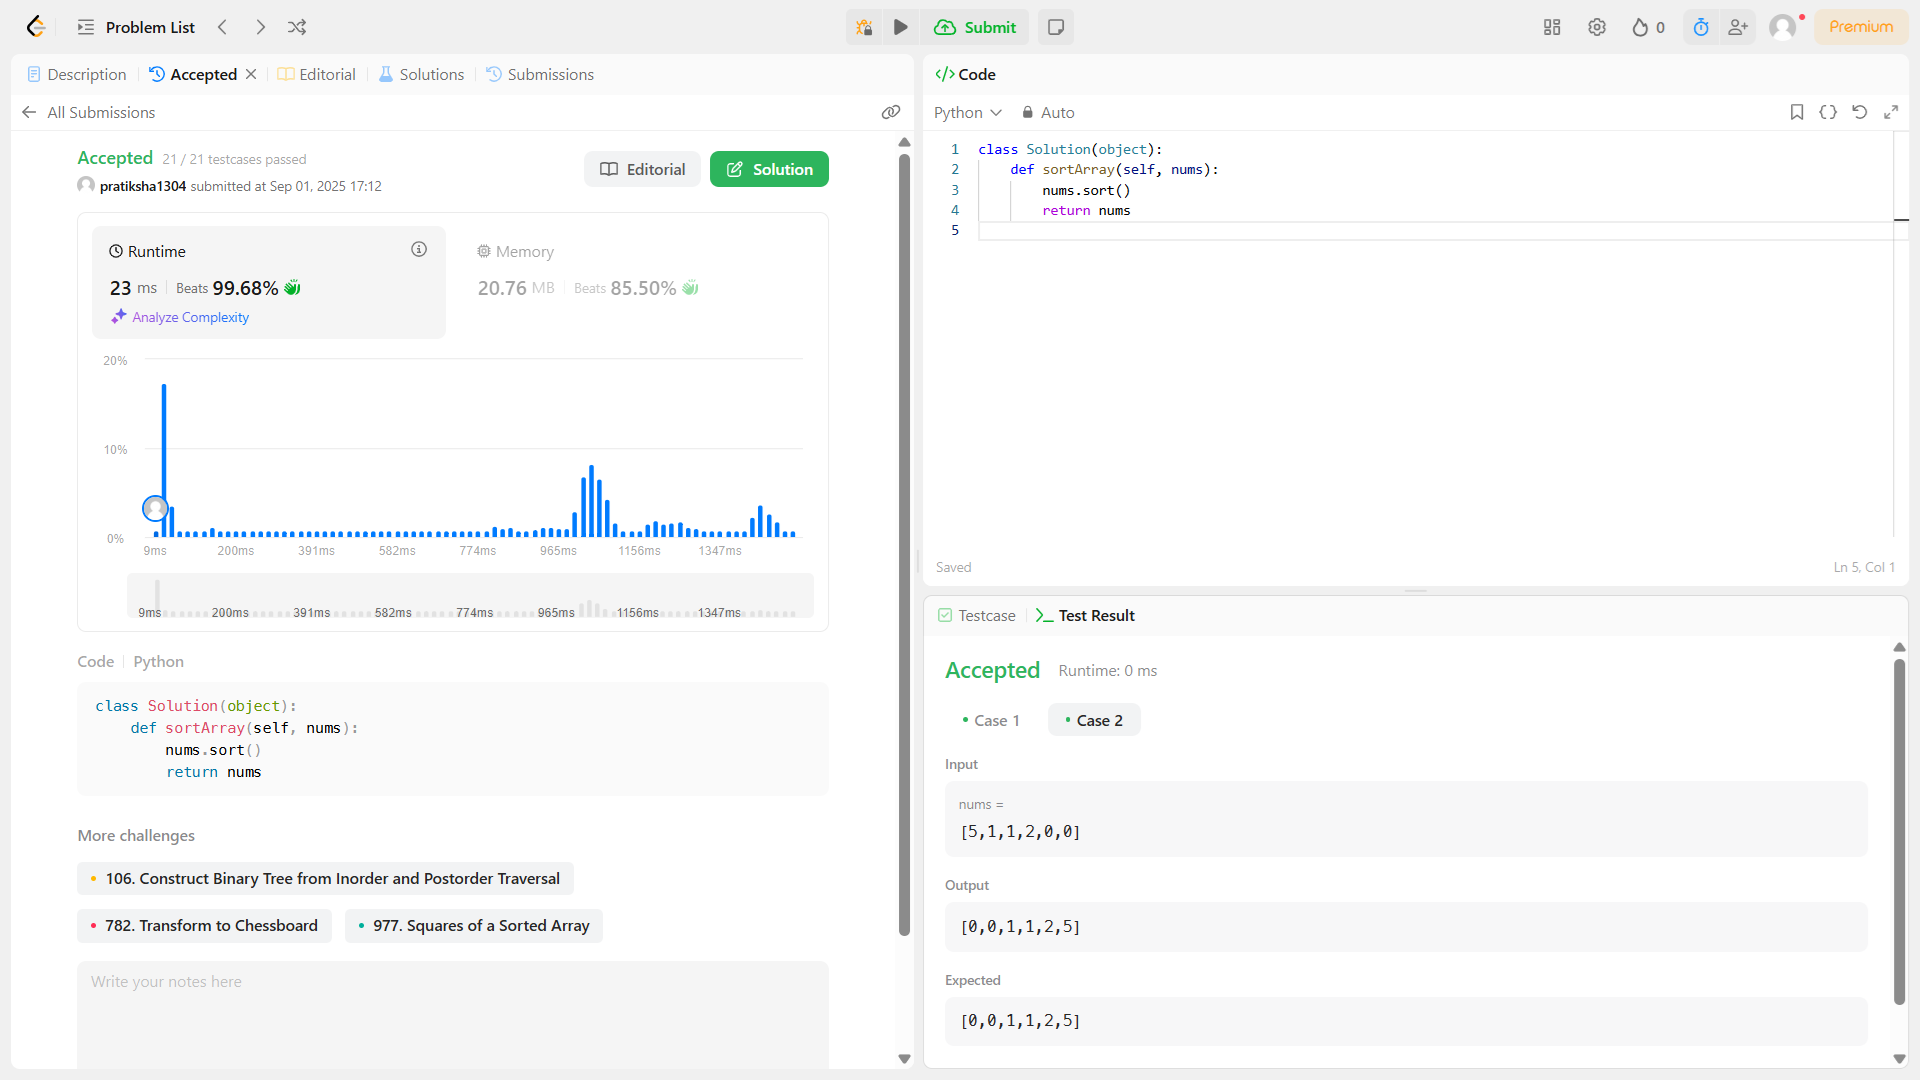 Problem List
Submit
0
Premium
Description
Accepted
Editorial
Solutions
Submissions
All Submissions
Accepted 21 / 21 testcases passed
pratiksha1304 submitted at Sep 01, 2025 17:12
Editorial
Solution
Runtime
23 ms Beats 99.68%
Analyze Complexity
Memory
20.76 MB Beats 85.50%
20%
10%
0%
9ms 200ms 391ms 582ms 774ms 965ms 1156ms 1347ms
9ms 200ms 391ms 582ms 774ms 965ms 1156ms 1347ms
Code Python
class Solution(object):
    def sortArray(self, nums):
        nums.sort()
        return nums
More challenges
106. Construct Binary Tree from Inorder and Postorder Traversal
782. Transform to Chessboard
977. Squares of a Sorted Array
Write your notes here
</> Code
Python
Auto
1 class Solution(object):
2     def sortArray(self, nums):
3         nums.sort()
4         return nums
5
Saved
Ln 5, Col 1
Testcase
Test Result
Accepted Runtime: 0 ms
Case 1
Case 2
Input
nums =
[5,1,1,2,0,0]
Output
[0,0,1,1,2,5]
Expected
[0,0,1,1,2,5]